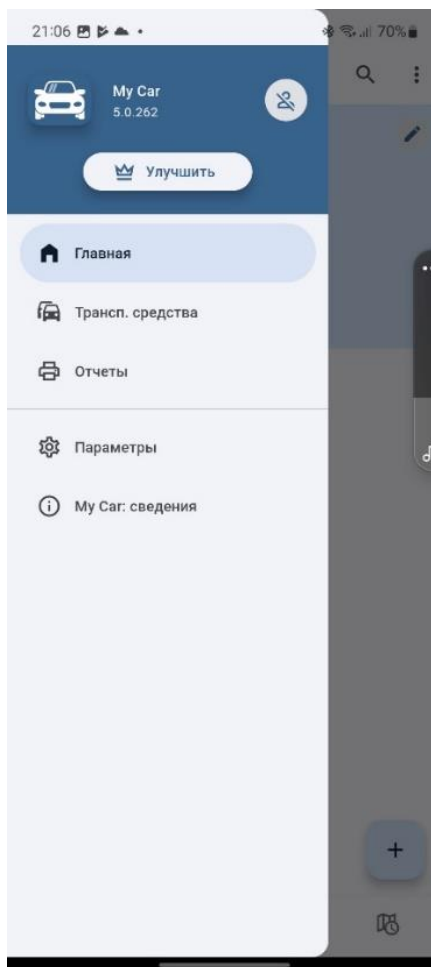 21:06
70%
My Car
5.0.262
Улучшить
Главная
Трансп. средства
Отчеты
Параметры
My Car: сведения